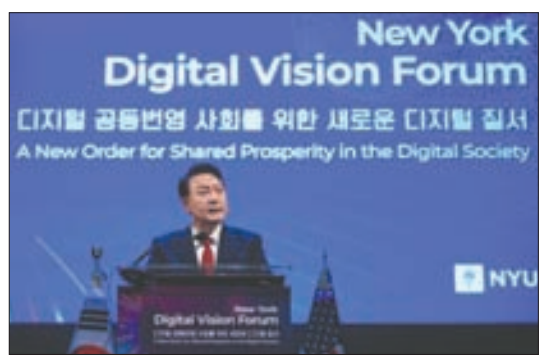 New York
Digital Vision Forum
디지털 공동번영 사회를 위한 새로운 디지털 질서
A New Order for Shared Prosperity in the Digital Society
NYU
New York
Digital Vision Forum